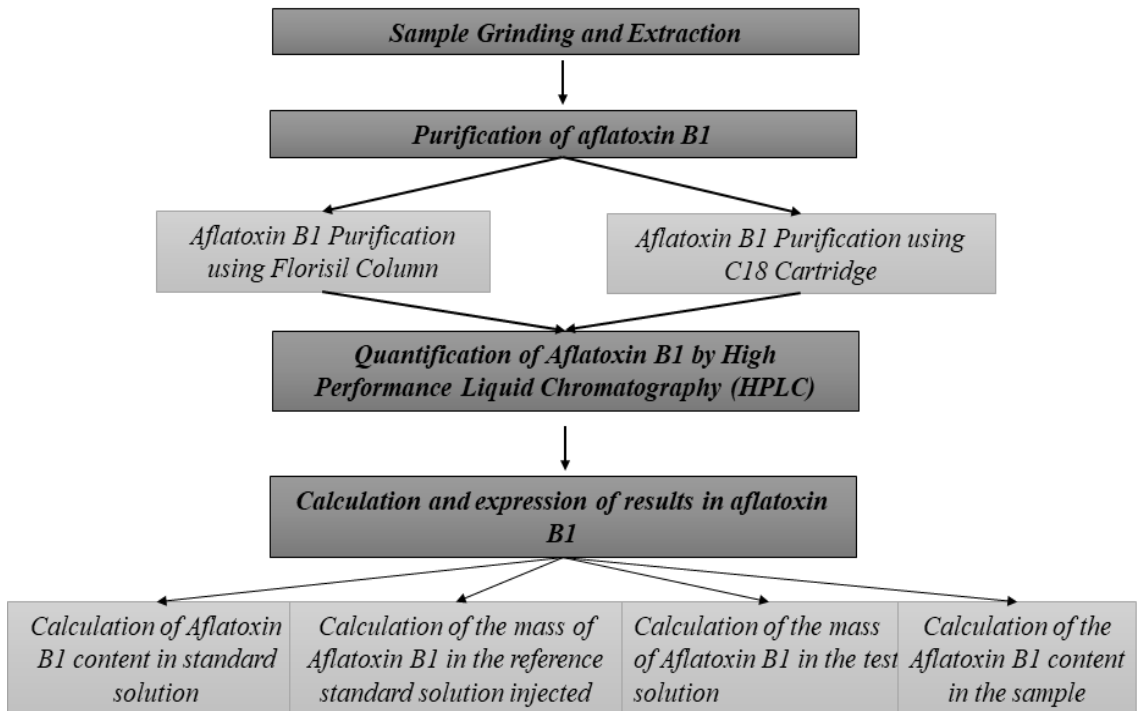 Sample Grinding and Extraction
Purification of aflatoxin B1
Aflatoxin B1 Purification
using Florisil Column
Aflatoxin B1 Purification using
C18 Cartridge
Quantification of Aflatoxin B1 by High
Performance Liquid Chromatography (HPLC)
Calculation and expression of results in aflatoxin
B1
Calculation of Aflatoxin
B1 content in standard
solution
Calculation of the mass of
Aflatoxin B1 in the reference
standard solution injected
Calculation of the mass
of Aflatoxin B1 in the test
solution
Calculation of the
Aflatoxin B1 content
in the sample